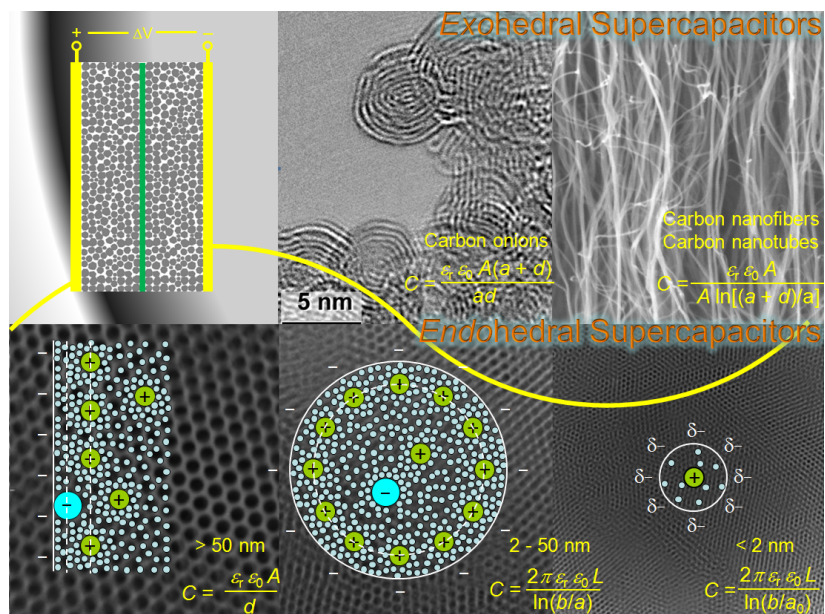 + ΔV −
Exohedral Supercapacitors
Carbon onions
C = εr ε0 A(a + d) / ad
5 nm
Carbon nanofibers
Carbon nanotubes
C = εr ε0 A / A ln[(a + d)/a]
Endohedral Supercapacitors
− − − − − − −
+ + + + + +
−
> 50 nm
C = εr ε0 A / d
− − − − − − − −
+ + + + + + + + + + + + +
−
2 - 50 nm
C = 2π εr ε0 L / ln(b/a)
δ− δ− δ− δ− δ− δ− δ− δ−
+
< 2 nm
C = 2π εr ε0 L / ln(b/a0)